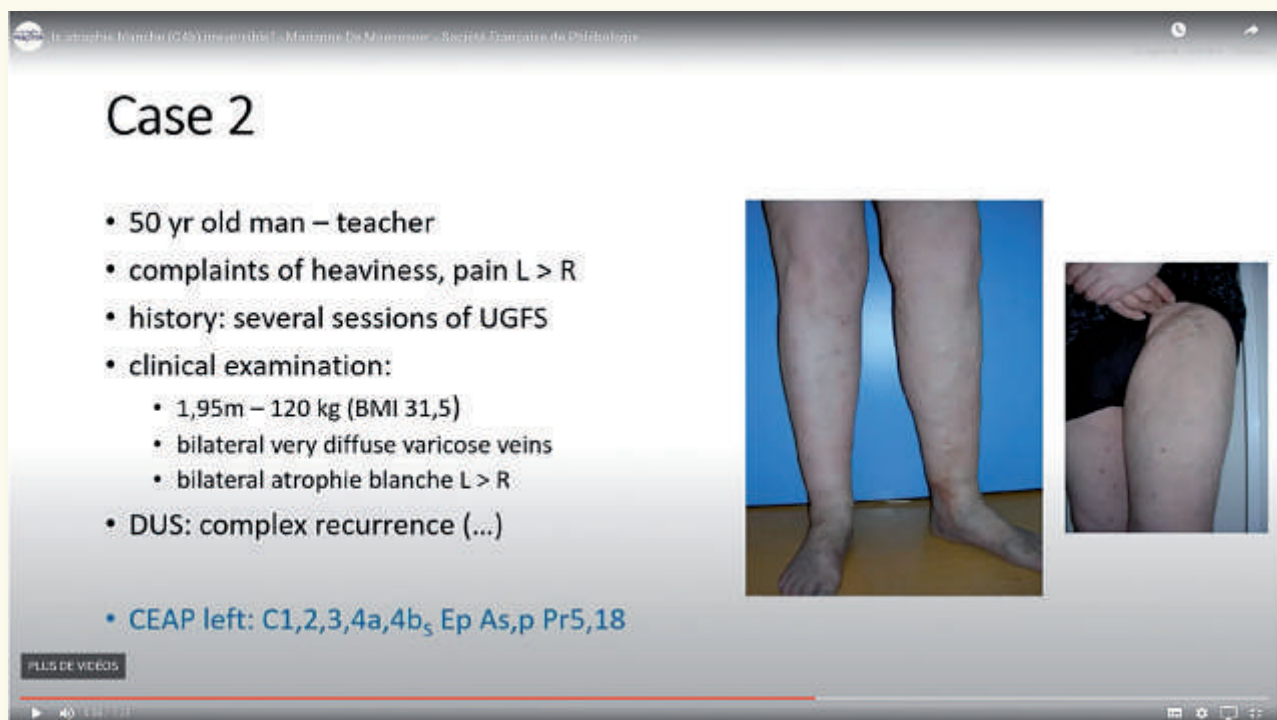 Case 2
• 50 yr old man – teacher
• complaints of heaviness, pain L > R
• history: several sessions of UGFS
• clinical examination:
• 1,95m – 120 kg (BMI 31,5)
• bilateral very diffuse varicose veins
• bilateral atrophie blanche L > R
• DUS: complex recurrence (...)
• CEAP left: C1,2,3,4a,4bs Ep As,p Pr5,18
PLUS DE VIDÉOS